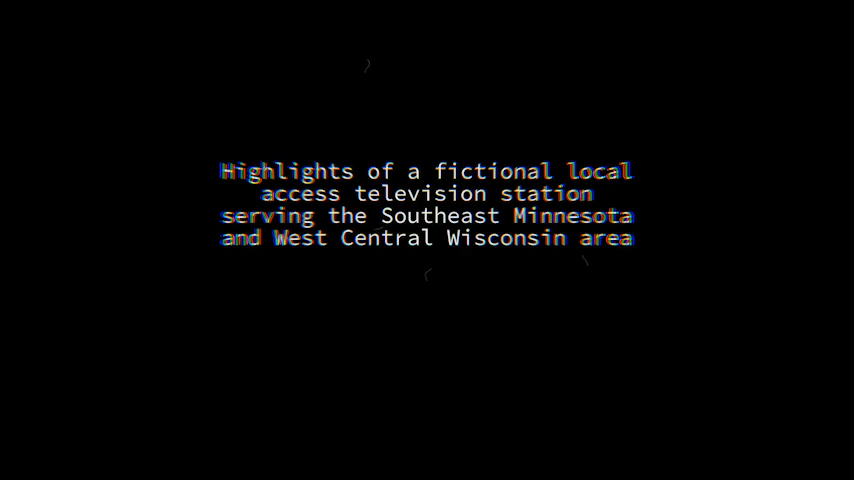 Highlights of a fictional local
access television station
serving the Southeast Minnesota
and West Central Wisconsin area